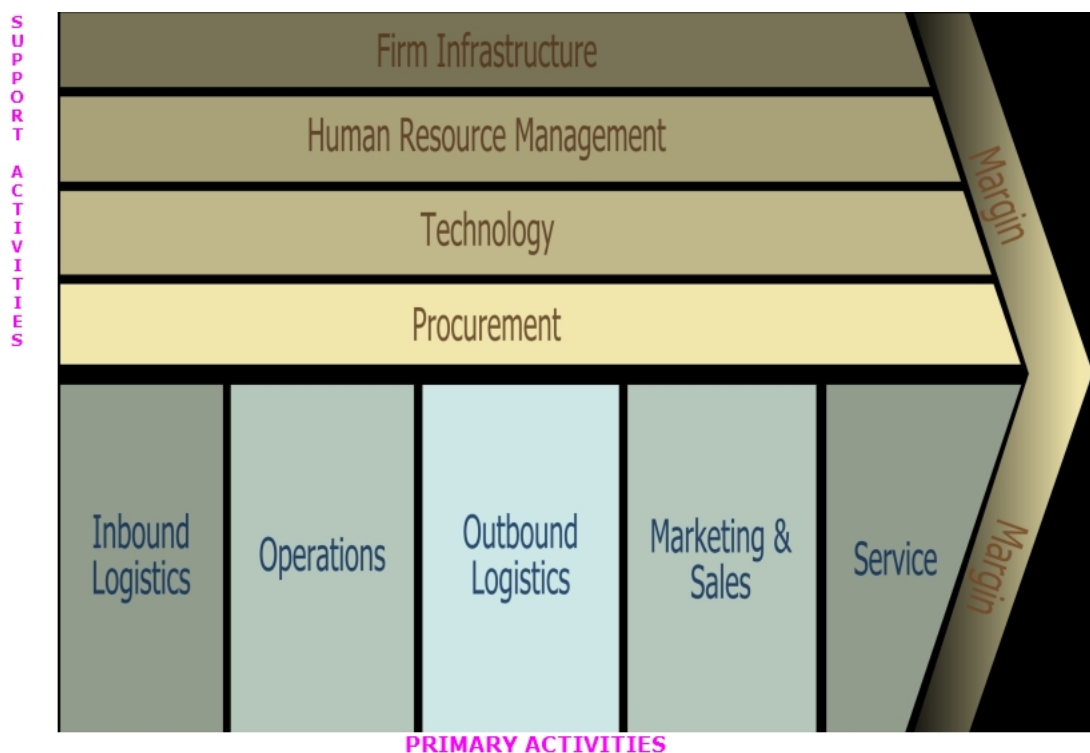 SUPPORT ACTIVITIES
Firm Infrastructure
Human Resource Management
Technology
Procurement
Margin
Inbound
Logistics
Operations
Outbound
Logistics
Marketing &
Sales
Service
Margin
PRIMARY ACTIVITIES